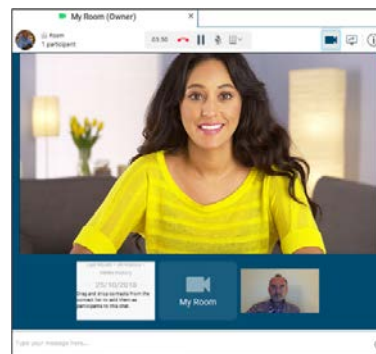 My Room (Owner) ×
Room
1 participant
03:50
25/10/2018
Drag and drop contacts from the
contact list to add them as
participants to this chat.
My Room
Type your message here...